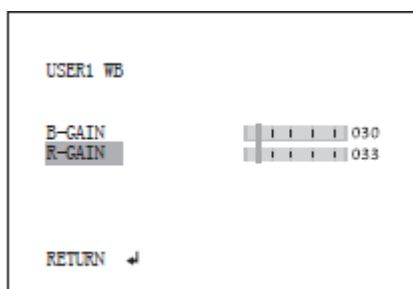 USER1 WB
B-GAIN 030
R-GAIN 033
RETURN ↲